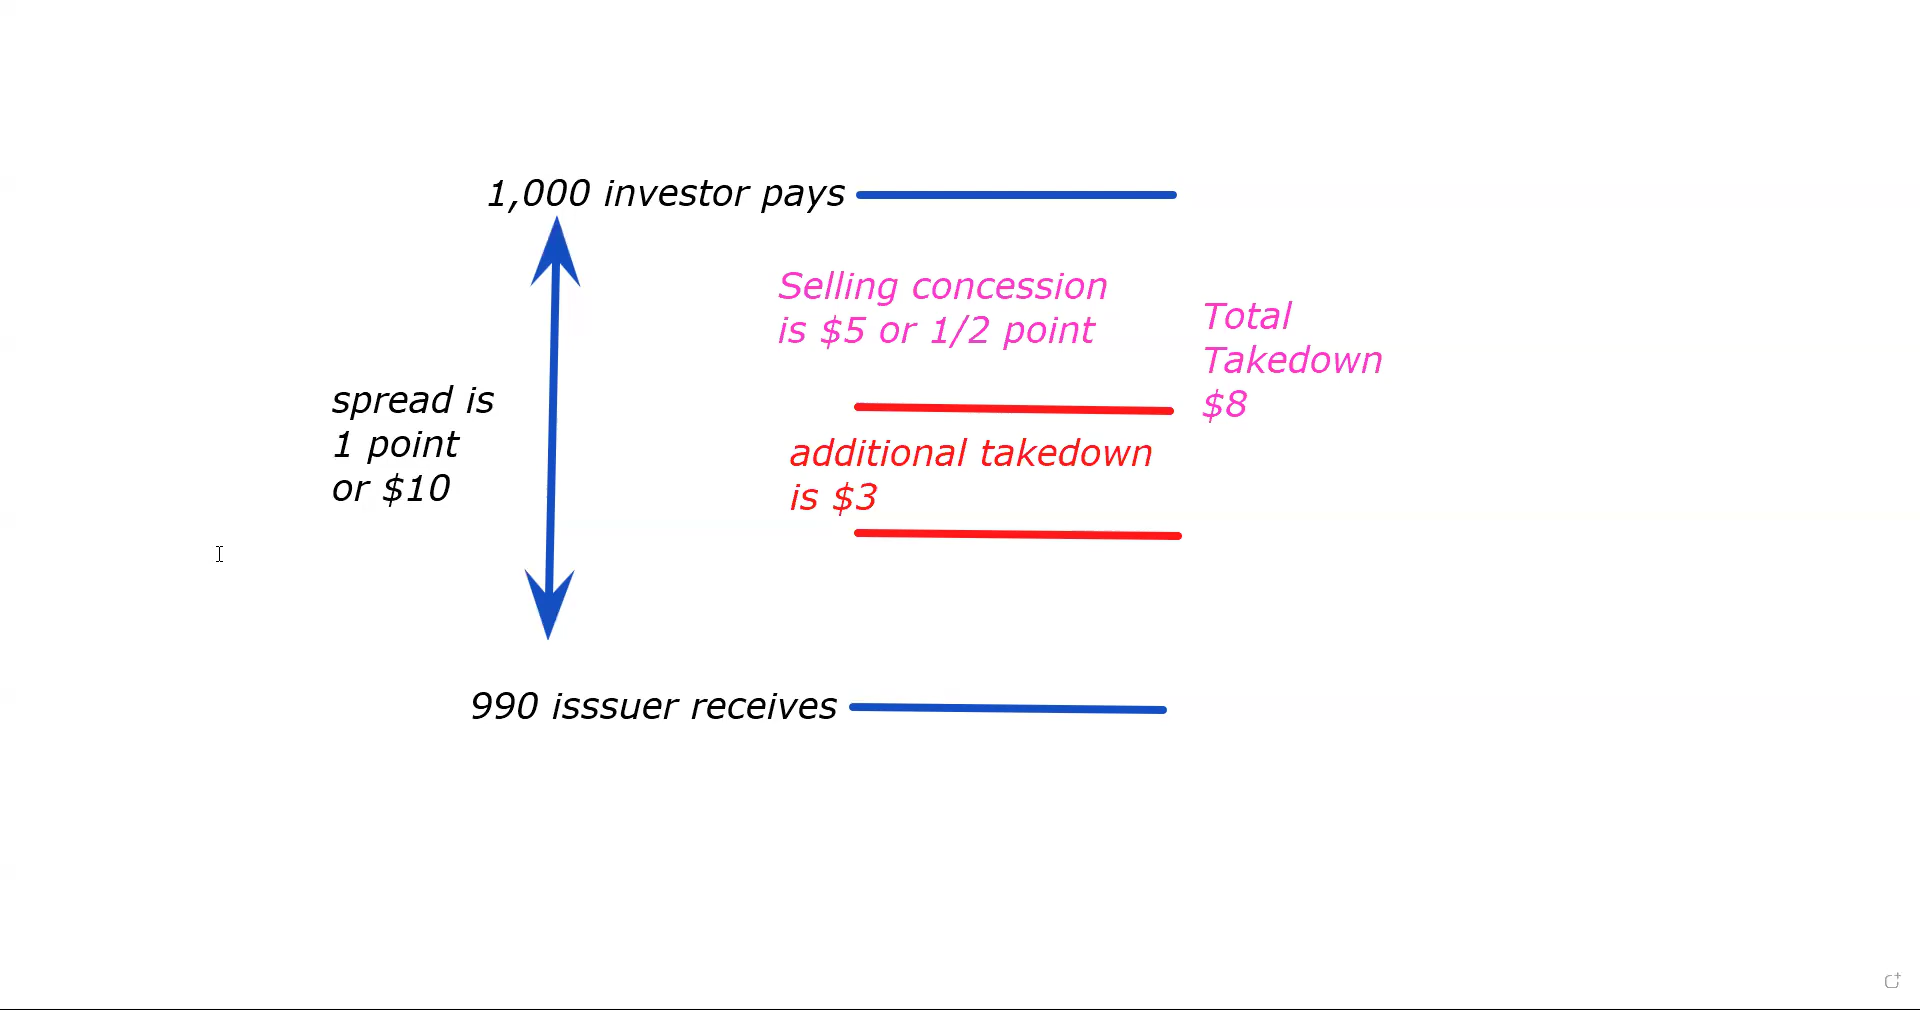 1,000 investor pays
Selling concession
is $5 or 1/2 point
Total
Takedown
$8
spread is
1 point
or $10
additional takedown
is $3
990 isssuer receives